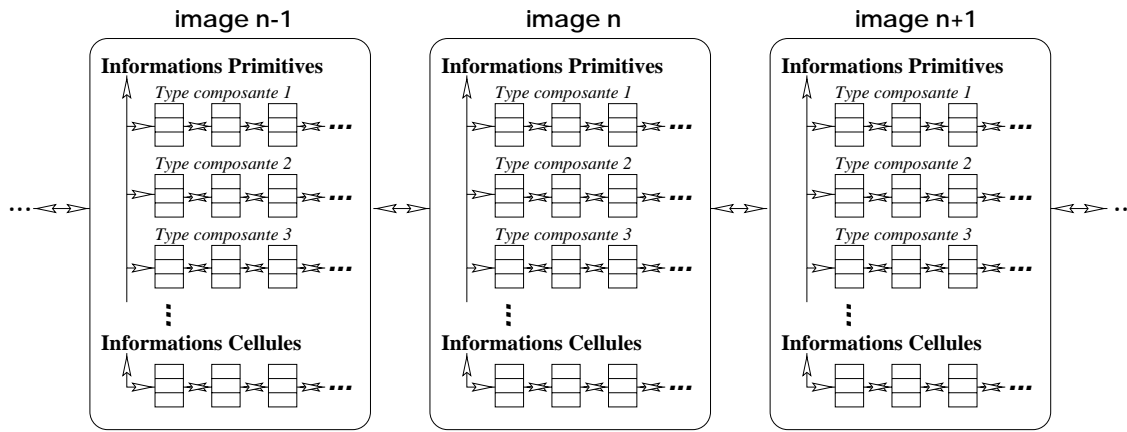 image n-1 image n image n+1
Informations Primitives Informations Primitives Informations Primitives
Type composante 1 Type composante 1 Type composante 1
... ... ...
Type composante 2 Type composante 2 Type composante 2
... ... ... ... ..
Type composante 3 Type composante 3 Type composante 3
... ... ...
... ... ...
Informations Cellules Informations Cellules Informations Cellules
... ... ...